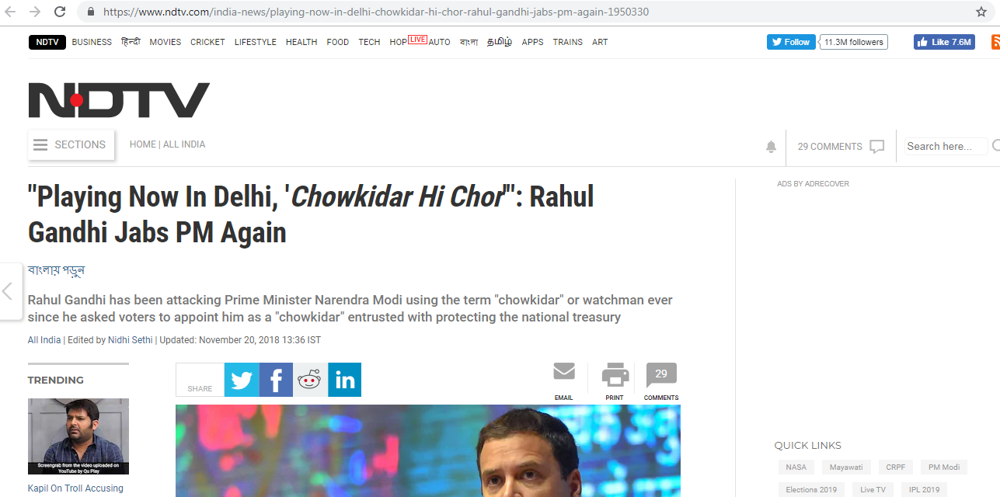 https://www.ndtv.com/india-news/playing-now-in-delhi-chowkidar-hi-chor-rahul-gandhi-jabs-pm-again-1950330
NDTV BUSINESS हिन्दी MOVIES CRICKET LIFESTYLE HEALTH FOOD TECH HOP LIVE AUTO বাংলা தமிழ் APPS TRAINS ART
Follow 11.3M followers Like 7.6M
NDTV
SECTIONS HOME | ALL INDIA 29 COMMENTS Search here...
"Playing Now In Delhi, 'Chowkidar Hi Chor'": Rahul
Gandhi Jabs PM Again
বাংলায় পড়ুন
Rahul Gandhi has been attacking Prime Minister Narendra Modi using the term "chowkidar" or watchman ever
since he asked voters to appoint him as a "chowkidar" entrusted with protecting the national treasury
All India | Edited by Nidhi Sethi | Updated: November 20, 2018 13:36 IST
TRENDING
Screengrab from the video uploaded on
YouTube by Qu Play
Kapil On Troll Accusing
SHARE
in
EMAIL
PRINT
29
COMMENTS
ADS BY ADRECOVER
QUICK LINKS
NASA Mayawati CRPF PM Modi
Elections 2019 Live TV IPL 2019